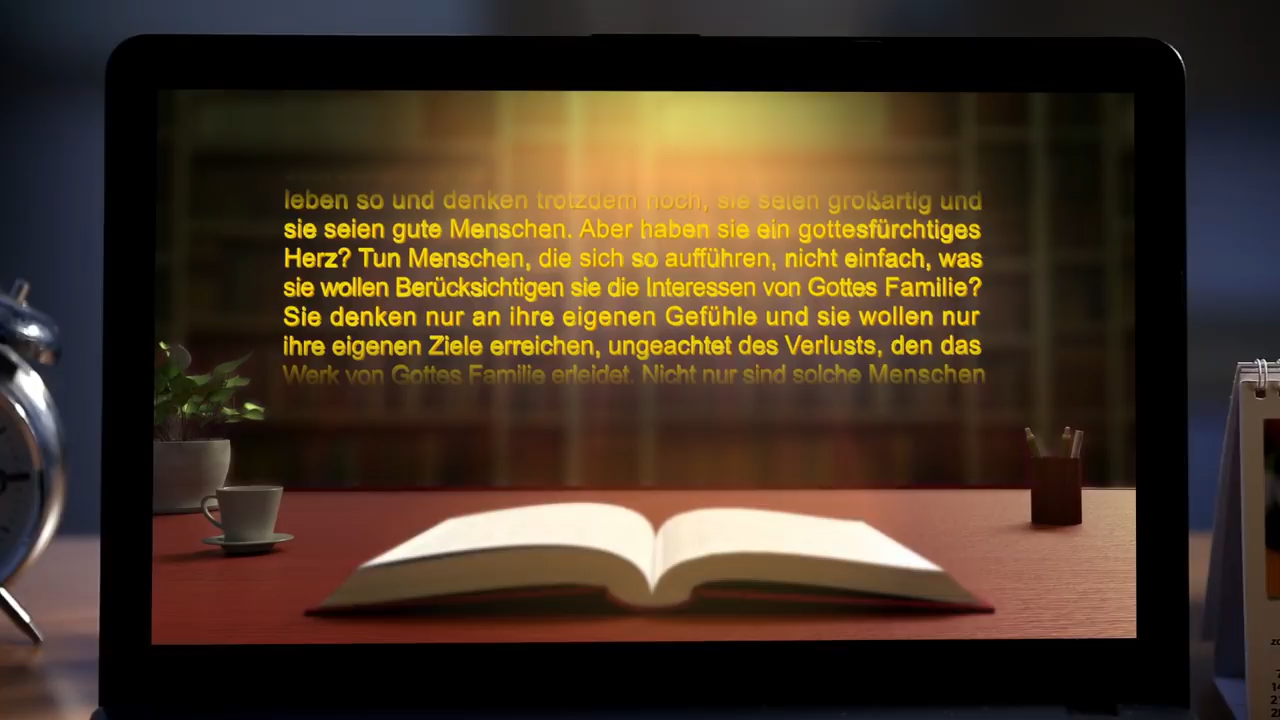 leben so und denken trotzdem noch, sie seien großartig und
sie seien gute Menschen. Aber haben sie ein gottesfürchtiges
Herz? Tun Menschen, die sich so aufführen, nicht einfach, was
sie wollen Berücksichtigen sie die Interessen von Gottes Familie?
Sie denken nur an ihre eigenen Gefühle und sie wollen nur
ihre eigenen Ziele erreichen, ungeachtet des Verlusts, den das
Werk von Gottes Familie erleidet. Nicht nur sind solche Menschen